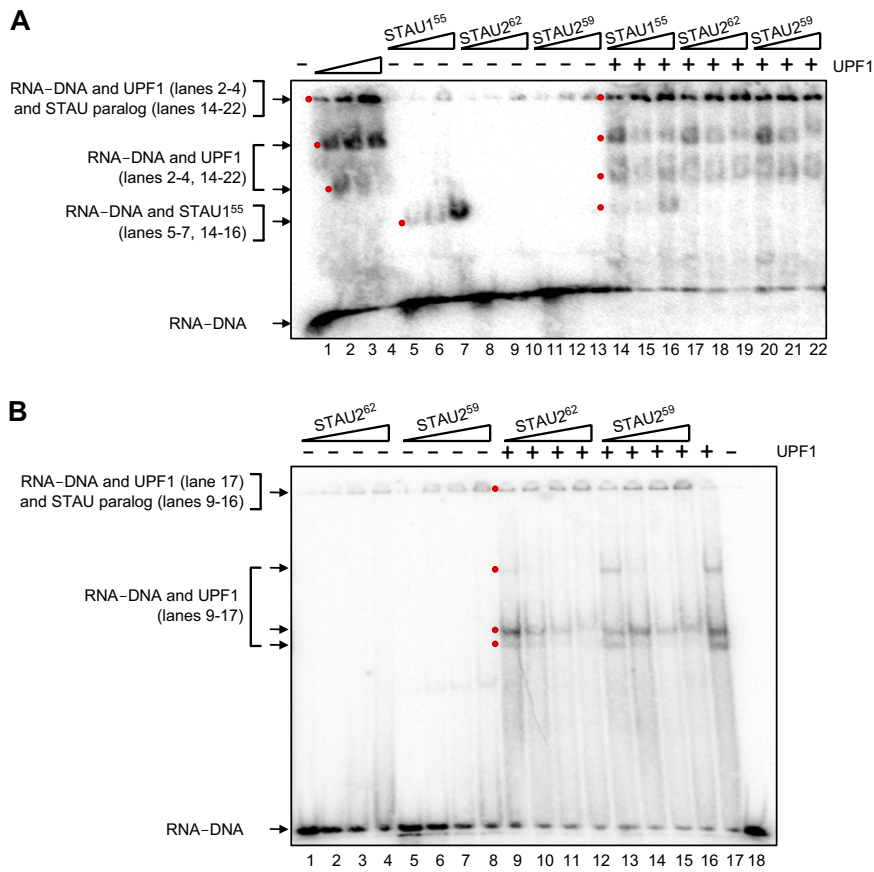 A
STAU1⁵⁵ STAU2⁶² STAU2⁵⁹ STAU1⁵⁵ STAU2⁶² STAU2⁵⁹
− − − − − − − − − − + + + + + + + + + UPF1
RNA−DNA and UPF1 (lanes 2-4)
and STAU paralog (lanes 14-22)
RNA−DNA and UPF1
(lanes 2-4, 14-22)
RNA−DNA and STAU1⁵⁵
(lanes 5-7, 14-16)
RNA−DNA
1 2 3 4 5 6 7 8 9 10 11 12 13 14 15 16 17 18 19 20 21 22
B
STAU2⁶² STAU2⁵⁹ STAU2⁶² STAU2⁵⁹
− − − − − − − − + + + + + + + + + − UPF1
RNA−DNA and UPF1 (lane 17)
and STAU paralog (lanes 9-16)
RNA−DNA and UPF1
(lanes 9-17)
RNA−DNA
1 2 3 4 5 6 7 8 9 10 11 12 13 14 15 16 17 18